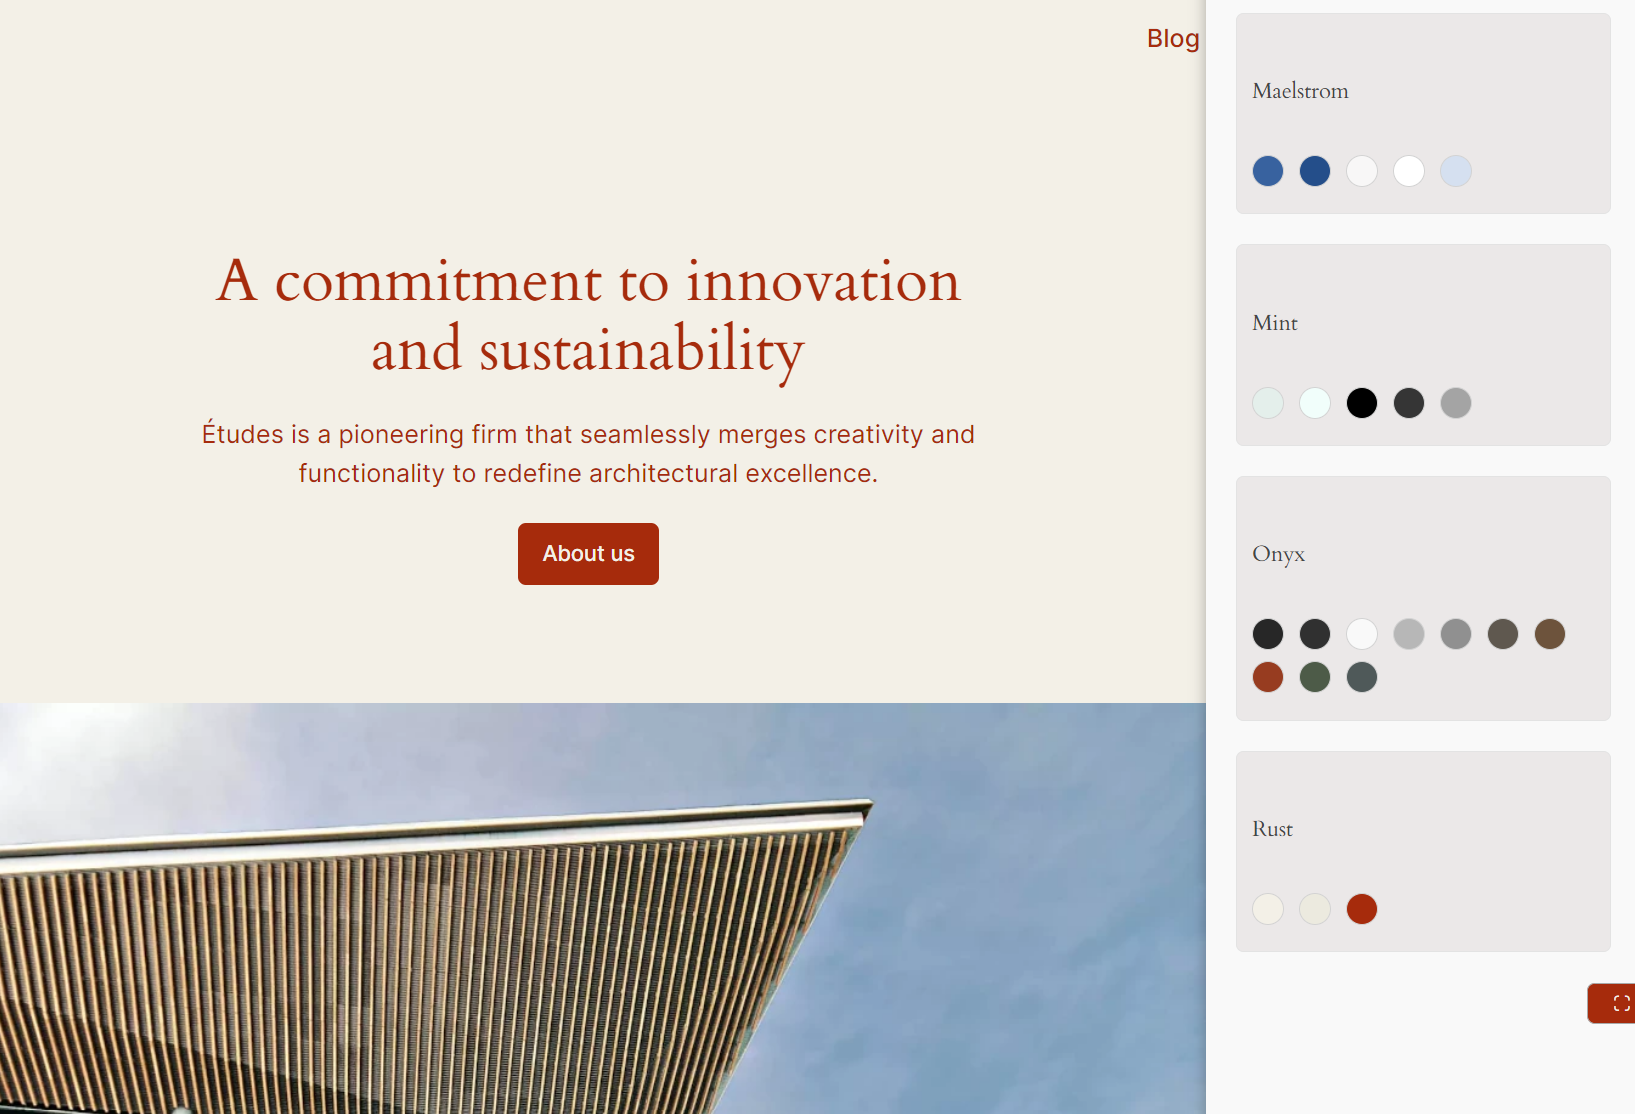 Blog
A commitment to innovation
and sustainability
Études is a pioneering firm that seamlessly merges creativity and
functionality to redefine architectural excellence.
About us
Maelstrom
Mint
Onyx
Rust